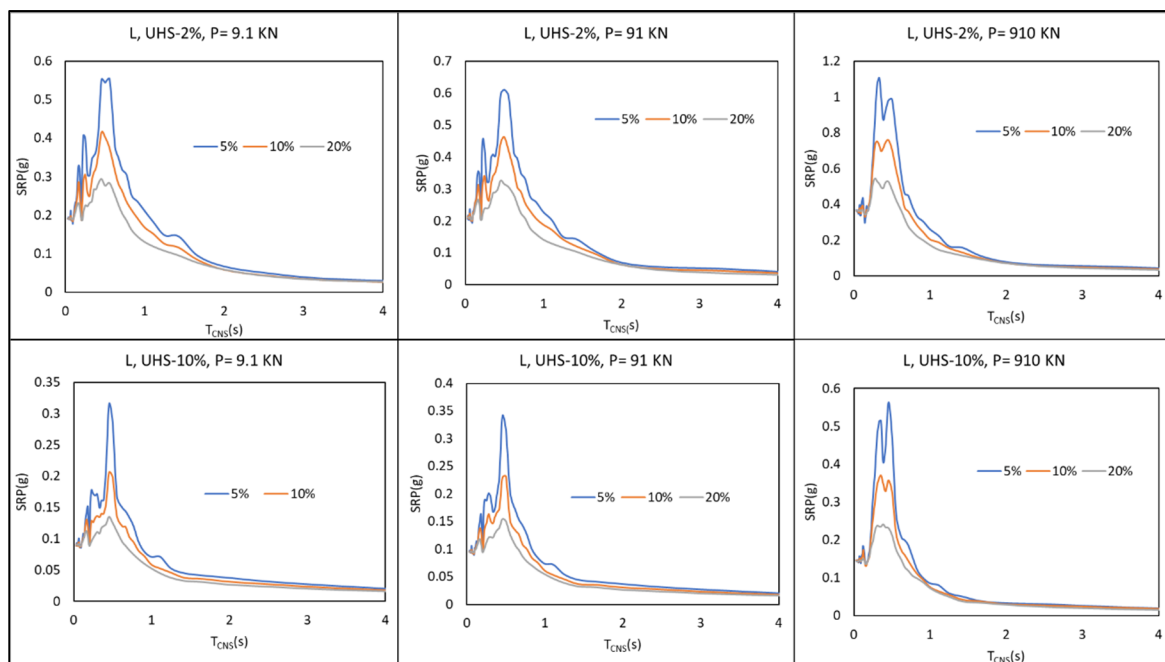 L, UHS-2%, P= 9.1 KN
0.6
0.5
0.4
0.3
0.2
0.1
0
SRP(g)
5% 10% 20%
0 1 2 3 4
TCNS(s)
L, UHS-2%, P= 91 KN
0.7
0.6
0.5
0.4
0.3
0.2
0.1
0
SRP(g)
5% 10% 20%
0 1 2 3 4
TCNS(s)
L, UHS-2%, P= 910 KN
1.2
1
0.8
0.6
0.4
0.2
0
SRP(g)
5% 10% 20%
0 1 2 3 4
TCNS(s)
L, UHS-10%, P= 9.1 KN
0.35
0.3
0.25
0.2
0.15
0.1
0.05
0
SRP(g)
5% 10%
0 1 2 3 4
TCNS(s)
L, UHS-10%, P= 91 KN
0.4
0.35
0.3
0.25
0.2
0.15
0.1
0.05
0
SRP(g)
5% 10% 20%
0 1 2 3 4
TCNS(s)
L, UHS-10%, P= 910 KN
0.6
0.5
0.4
0.3
0.2
0.1
0
SRP(g)
5% 10% 20%
0 1 2 3 4
TCNS(s)